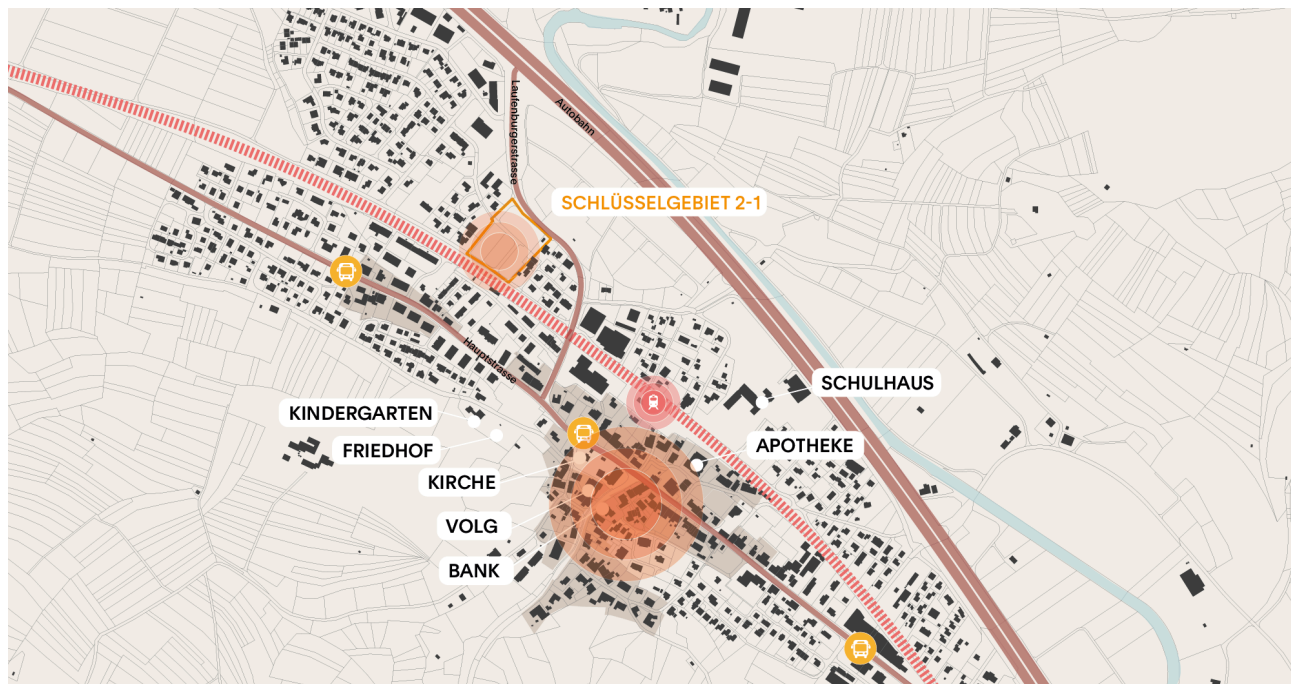 Laufenburgerstrasse
Autobahn
SCHLÜSSELGEBIET 2-1
Hauptstrasse
SCHULHAUS
KINDERGARTEN
FRIEDHOF
APOTHEKE
KIRCHE
VOLG
BANK